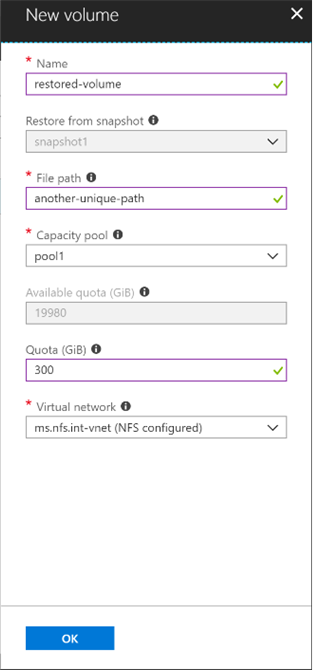 New volume
* Name
restored-volume
Restore from snapshot
snapshot1
* File path
another-unique-path
* Capacity pool
pool1
Available quota (GiB)
19980
Quota (GiB)
300
* Virtual network
ms.nfs.int-vnet (NFS configured)
OK